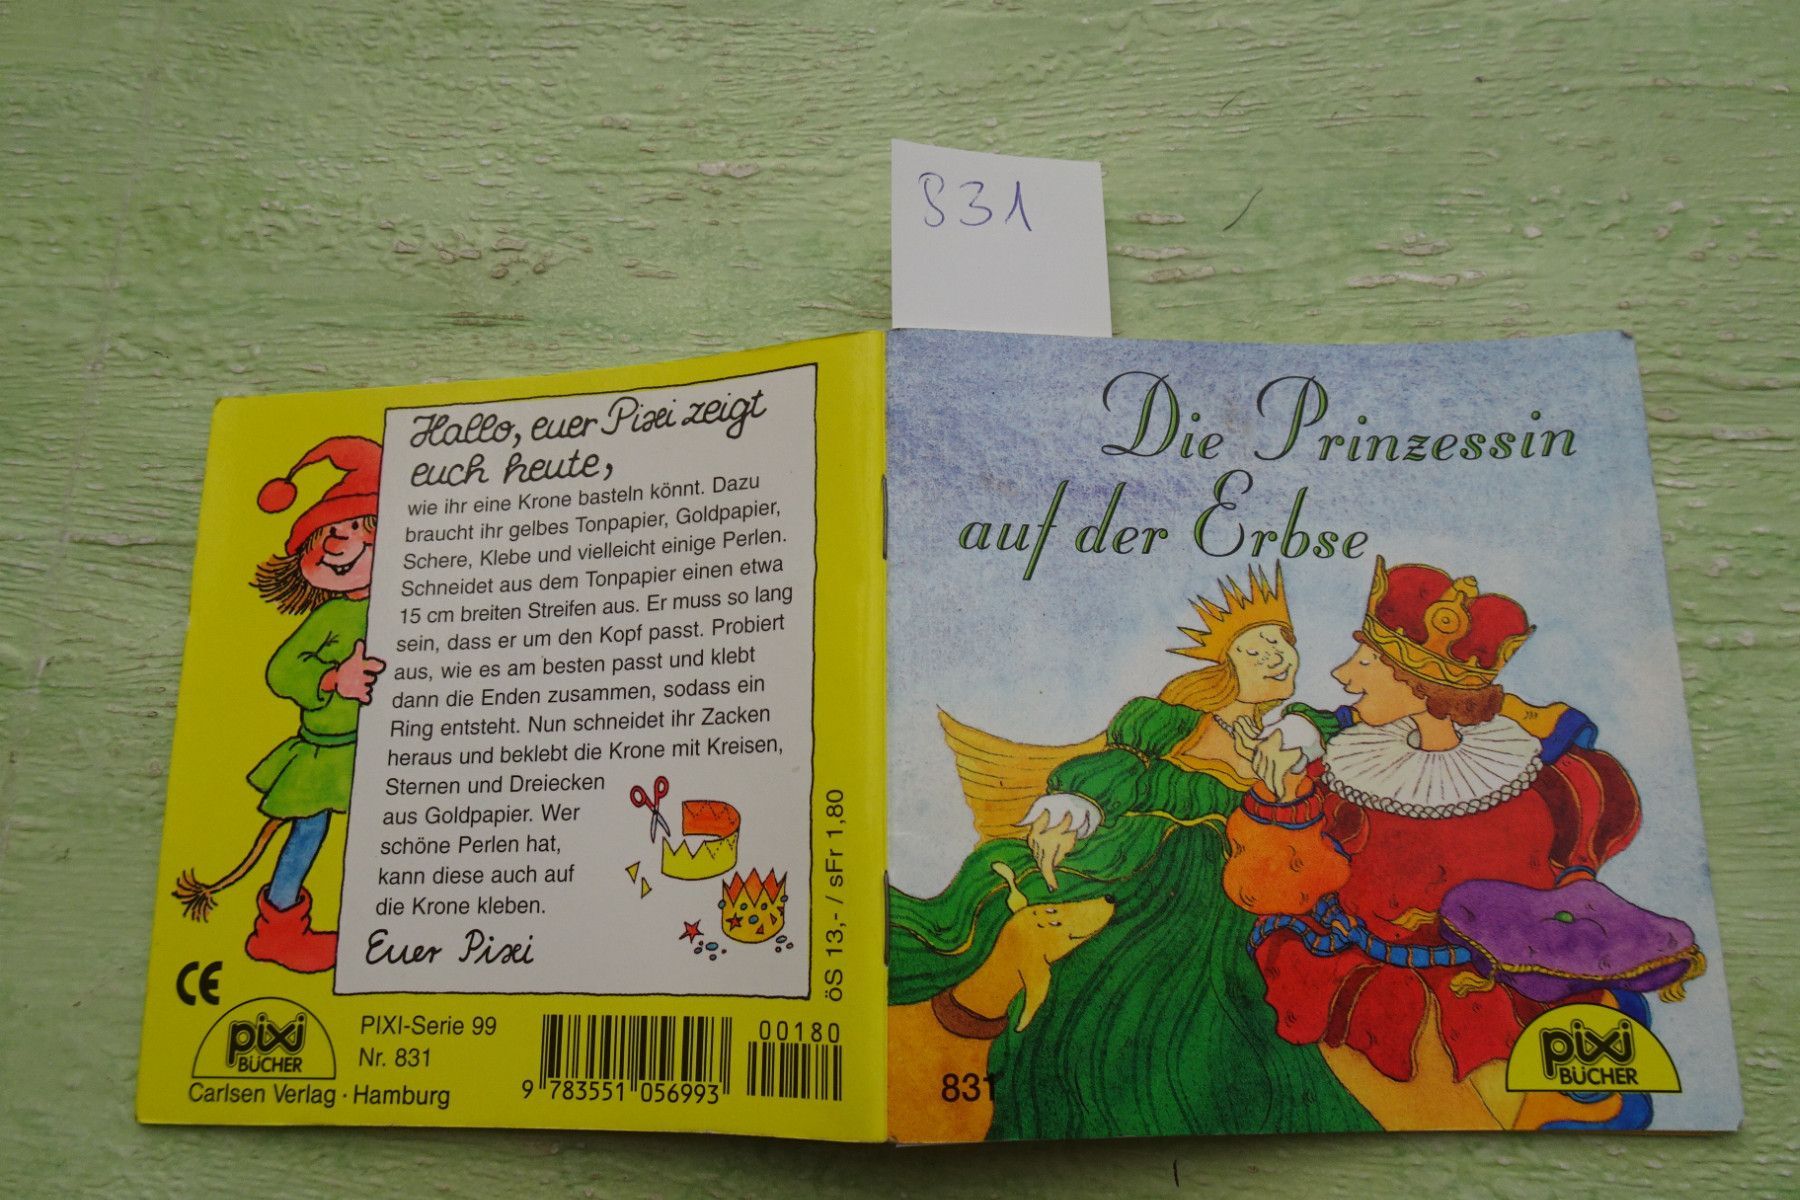 831
Hallo, euer Pixi zeigt
euch heute,
wie ihr eine Krone basteln könnt. Dazu
braucht ihr gelbes Tonpapier, Goldpapier,
Schere, Klebe und vielleicht einige Perlen.
Schneidet aus dem Tonpapier einen etwa
15 cm breiten Streifen aus. Er muss so lang
sein, dass er um den Kopf passt. Probiert
aus, wie es am besten passt und klebt
dann die Enden zusammen, sodass ein
Ring entsteht. Nun schneidet ihr Zacken
heraus und beklebt die Krone mit Kreisen,
Sternen und Dreiecken
aus Goldpapier. Wer
schöne Perlen hat,
kann diese auch auf
die Krone kleben.
Euer Pixi
öS 13,- / sFr 1,80
CE
pixi
BÜCHER
PIXI-Serie 99
Nr. 831
Carlsen Verlag · Hamburg
9 783551 056993
00180
Die Prinzessin
auf der Erbse
831
pixi
BÜCHER